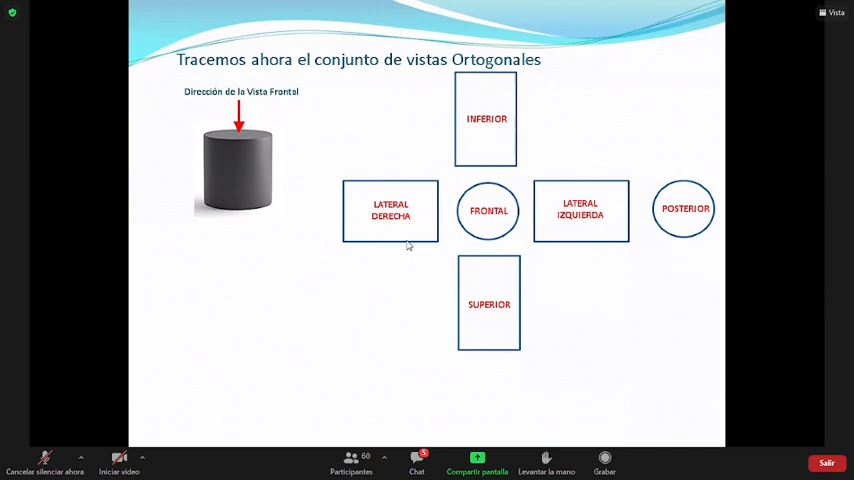 Vista
Tracemos ahora el conjunto de vistas Ortogonales
Dirección de la Vista Frontal
INFERIOR
LATERAL
DERECHA
FRONTAL
LATERAL
IZQUIERDA
POSTERIOR
SUPERIOR
Cancelar silenciar ahora
Iniciar video
60
Participantes
5
Chat
Compartir pantalla
Levantar la mano
Grabar
Salir